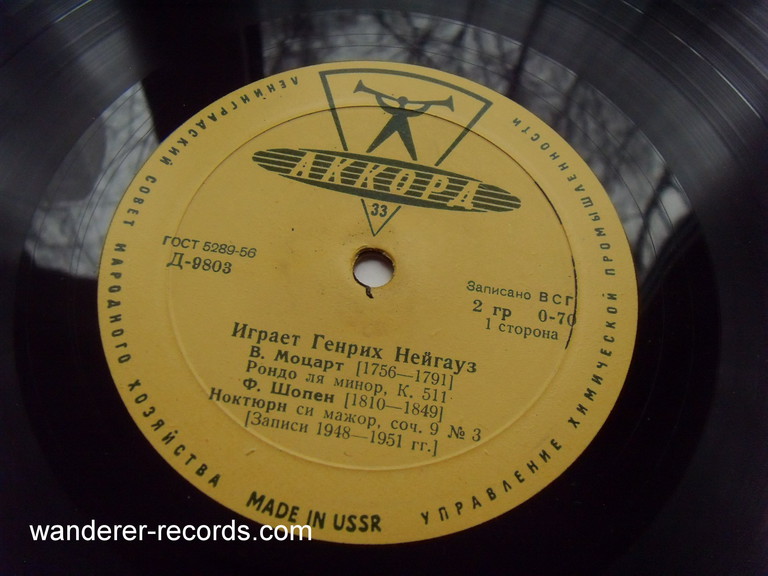 ЛЕНИНГРАДСКИЙ СОВЕТ НАРОДНОГО ХОЗЯЙСТВА
УПРАВЛЕНИЕ ХИМИЧЕСКОЙ ПРОМЫШЛЕННОСТИ
АККОРД
33
ГОСТ 5289-56
Д-9803
Записано ВСГ
2 гр 0-70
1 сторона
Играет Генрих Нейгауз
В. Моцарт [1756—1791]
Рондо ля минор, К. 511
Ф. Шопен [1810—1849]
Ноктюрн си мажор, соч. 9 № 3
[Записи 1948—1951 гг.]
MADE IN USSR
wanderer-records.com